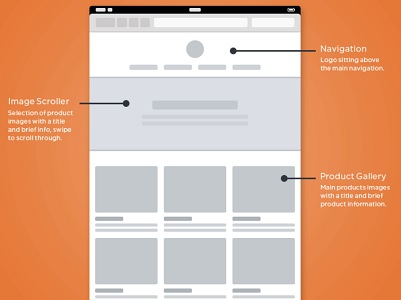 Navigation
Logo sitting above
the main navigation.
Image Scroller
Selection of product
images with a title
and brief info, swipe
to scroll through.
Product Gallery
Main products images
with a title and brief
product information.